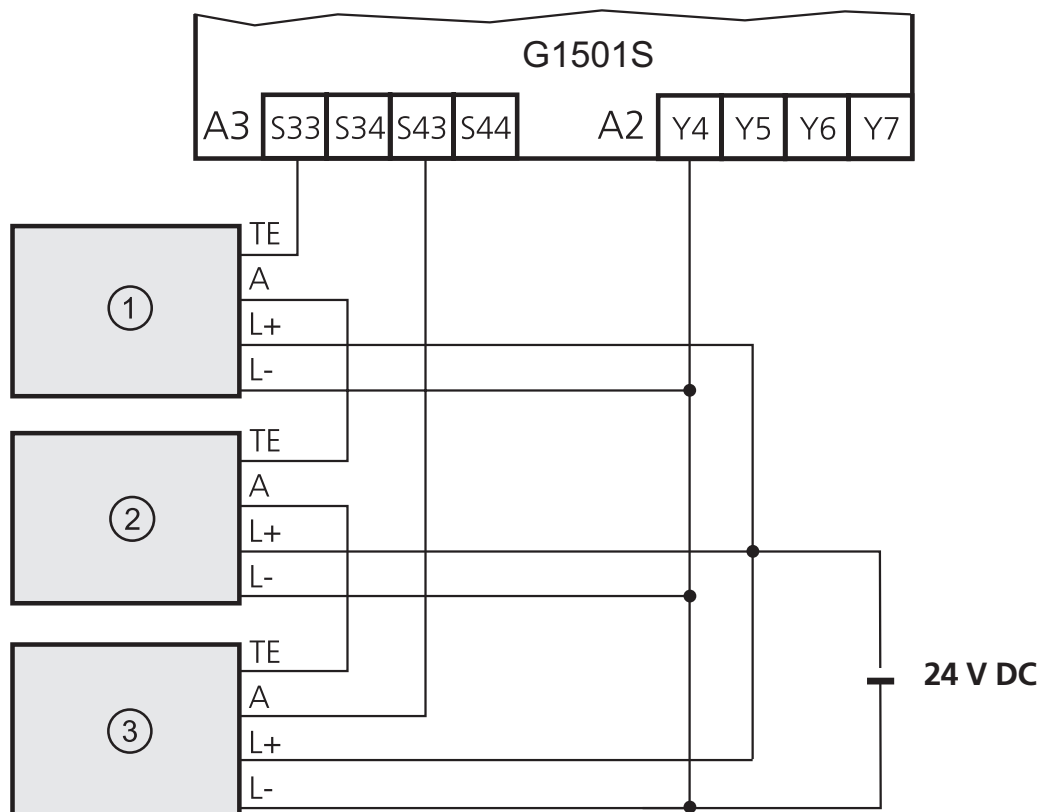 G1501S
A3 S33 S34 S43 S44 A2 Y4 Y5 Y6 Y7
TE
A
1
L+
L-
TE
A
2
L+
L-
TE
24 V DC
A
3
L+
L-